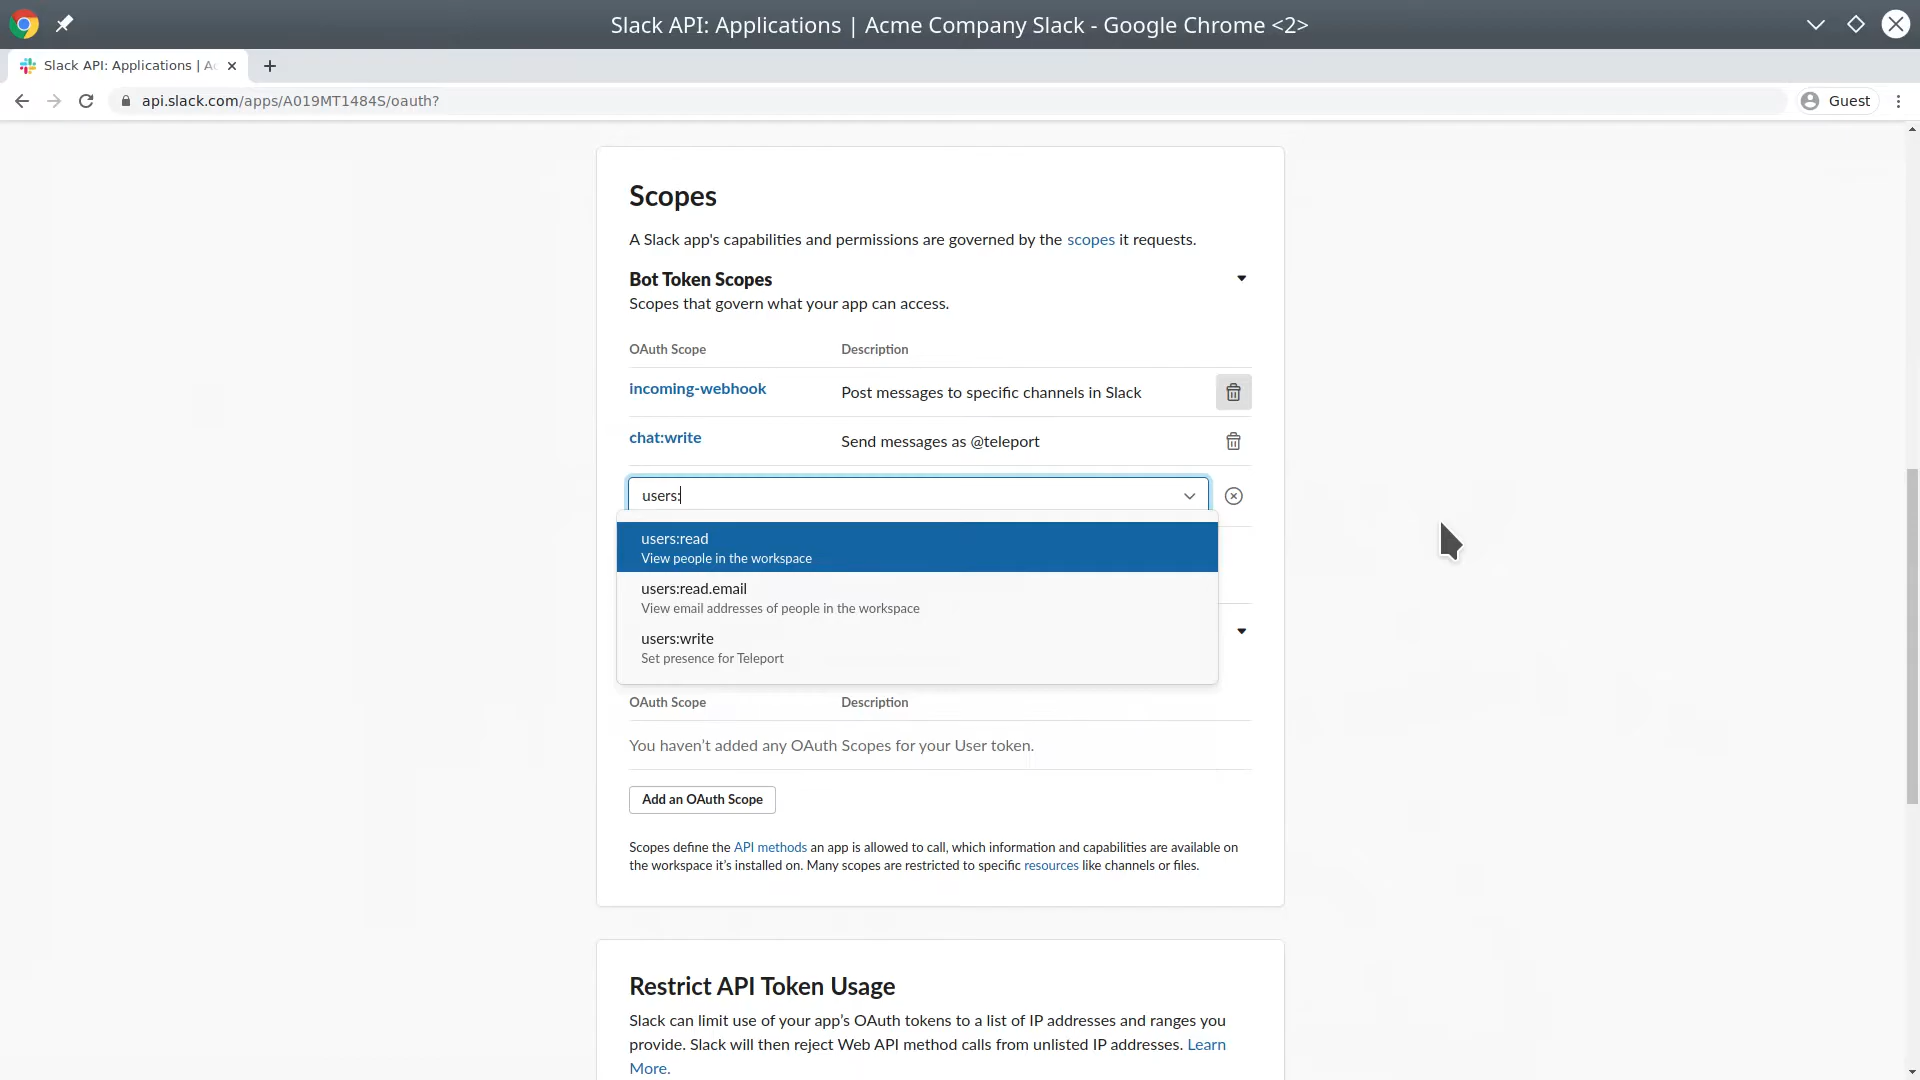 Slack API: Applications | Acme Company Slack - Google Chrome <2>
Slack API: Applications | Ac
api.slack.com/apps/A019MT1484S/oauth?
Guest
Scopes
A Slack app's capabilities and permissions are governed by the scopes it requests.
Bot Token Scopes
Scopes that govern what your app can access.
OAuth Scope Description
incoming-webhook Post messages to specific channels in Slack
chat:write Send messages as @teleport
users:
users:read
View people in the workspace
users:read.email
View email addresses of people in the workspace
users:write
Set presence for Teleport
OAuth Scope Description
You haven’t added any OAuth Scopes for your User token.
Add an OAuth Scope
Scopes define the API methods an app is allowed to call, which information and capabilities are available on
the workspace it’s installed on. Many scopes are restricted to specific resources like channels or files.
Restrict API Token Usage
Slack can limit use of your app’s OAuth tokens to a list of IP addresses and ranges you
provide. Slack will then reject Web API method calls from unlisted IP addresses. Learn
More.